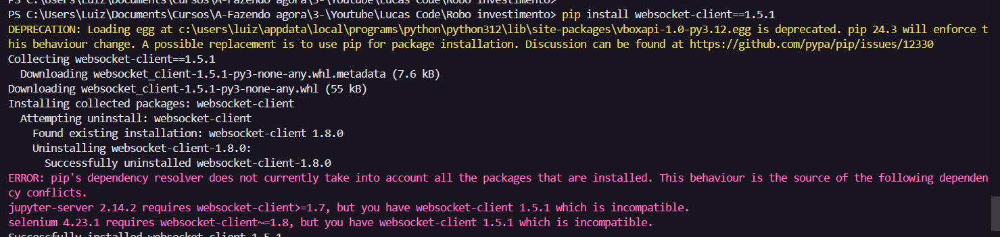 PS C:\Users\Luiz\Documents\Cursos\A-Fazendo agora\3-\Youtube\Lucas Code\Robo investimento>
PS C:\Users\Luiz\Documents\Cursos\A-Fazendo agora\3-\Youtube\Lucas Code\Robo investimento> pip install websocket-client==1.5.1
DEPRECATION: Loading egg at c:\users\luiz\appdata\local\programs\python\python312\lib\site-packages\vboxapi-1.0-py3.12.egg is deprecated. pip 24.3 will enforce t
his behaviour change. A possible replacement is to use pip for package installation. Discussion can be found at https://github.com/pypa/pip/issues/12330
Collecting websocket-client==1.5.1
  Downloading websocket_client-1.5.1-py3-none-any.whl.metadata (7.6 kB)
Downloading websocket_client-1.5.1-py3-none-any.whl (55 kB)
Installing collected packages: websocket-client
  Attempting uninstall: websocket-client
    Found existing installation: websocket-client 1.8.0
    Uninstalling websocket-client-1.8.0:
      Successfully uninstalled websocket-client-1.8.0
ERROR: pip's dependency resolver does not currently take into account all the packages that are installed. This behaviour is the source of the following dependen
cy conflicts.
jupyter-server 2.14.2 requires websocket-client>=1.7, but you have websocket-client 1.5.1 which is incompatible.
selenium 4.23.1 requires websocket-client~=1.8, but you have websocket-client 1.5.1 which is incompatible.
Successfully installed websocket-client-1.5.1